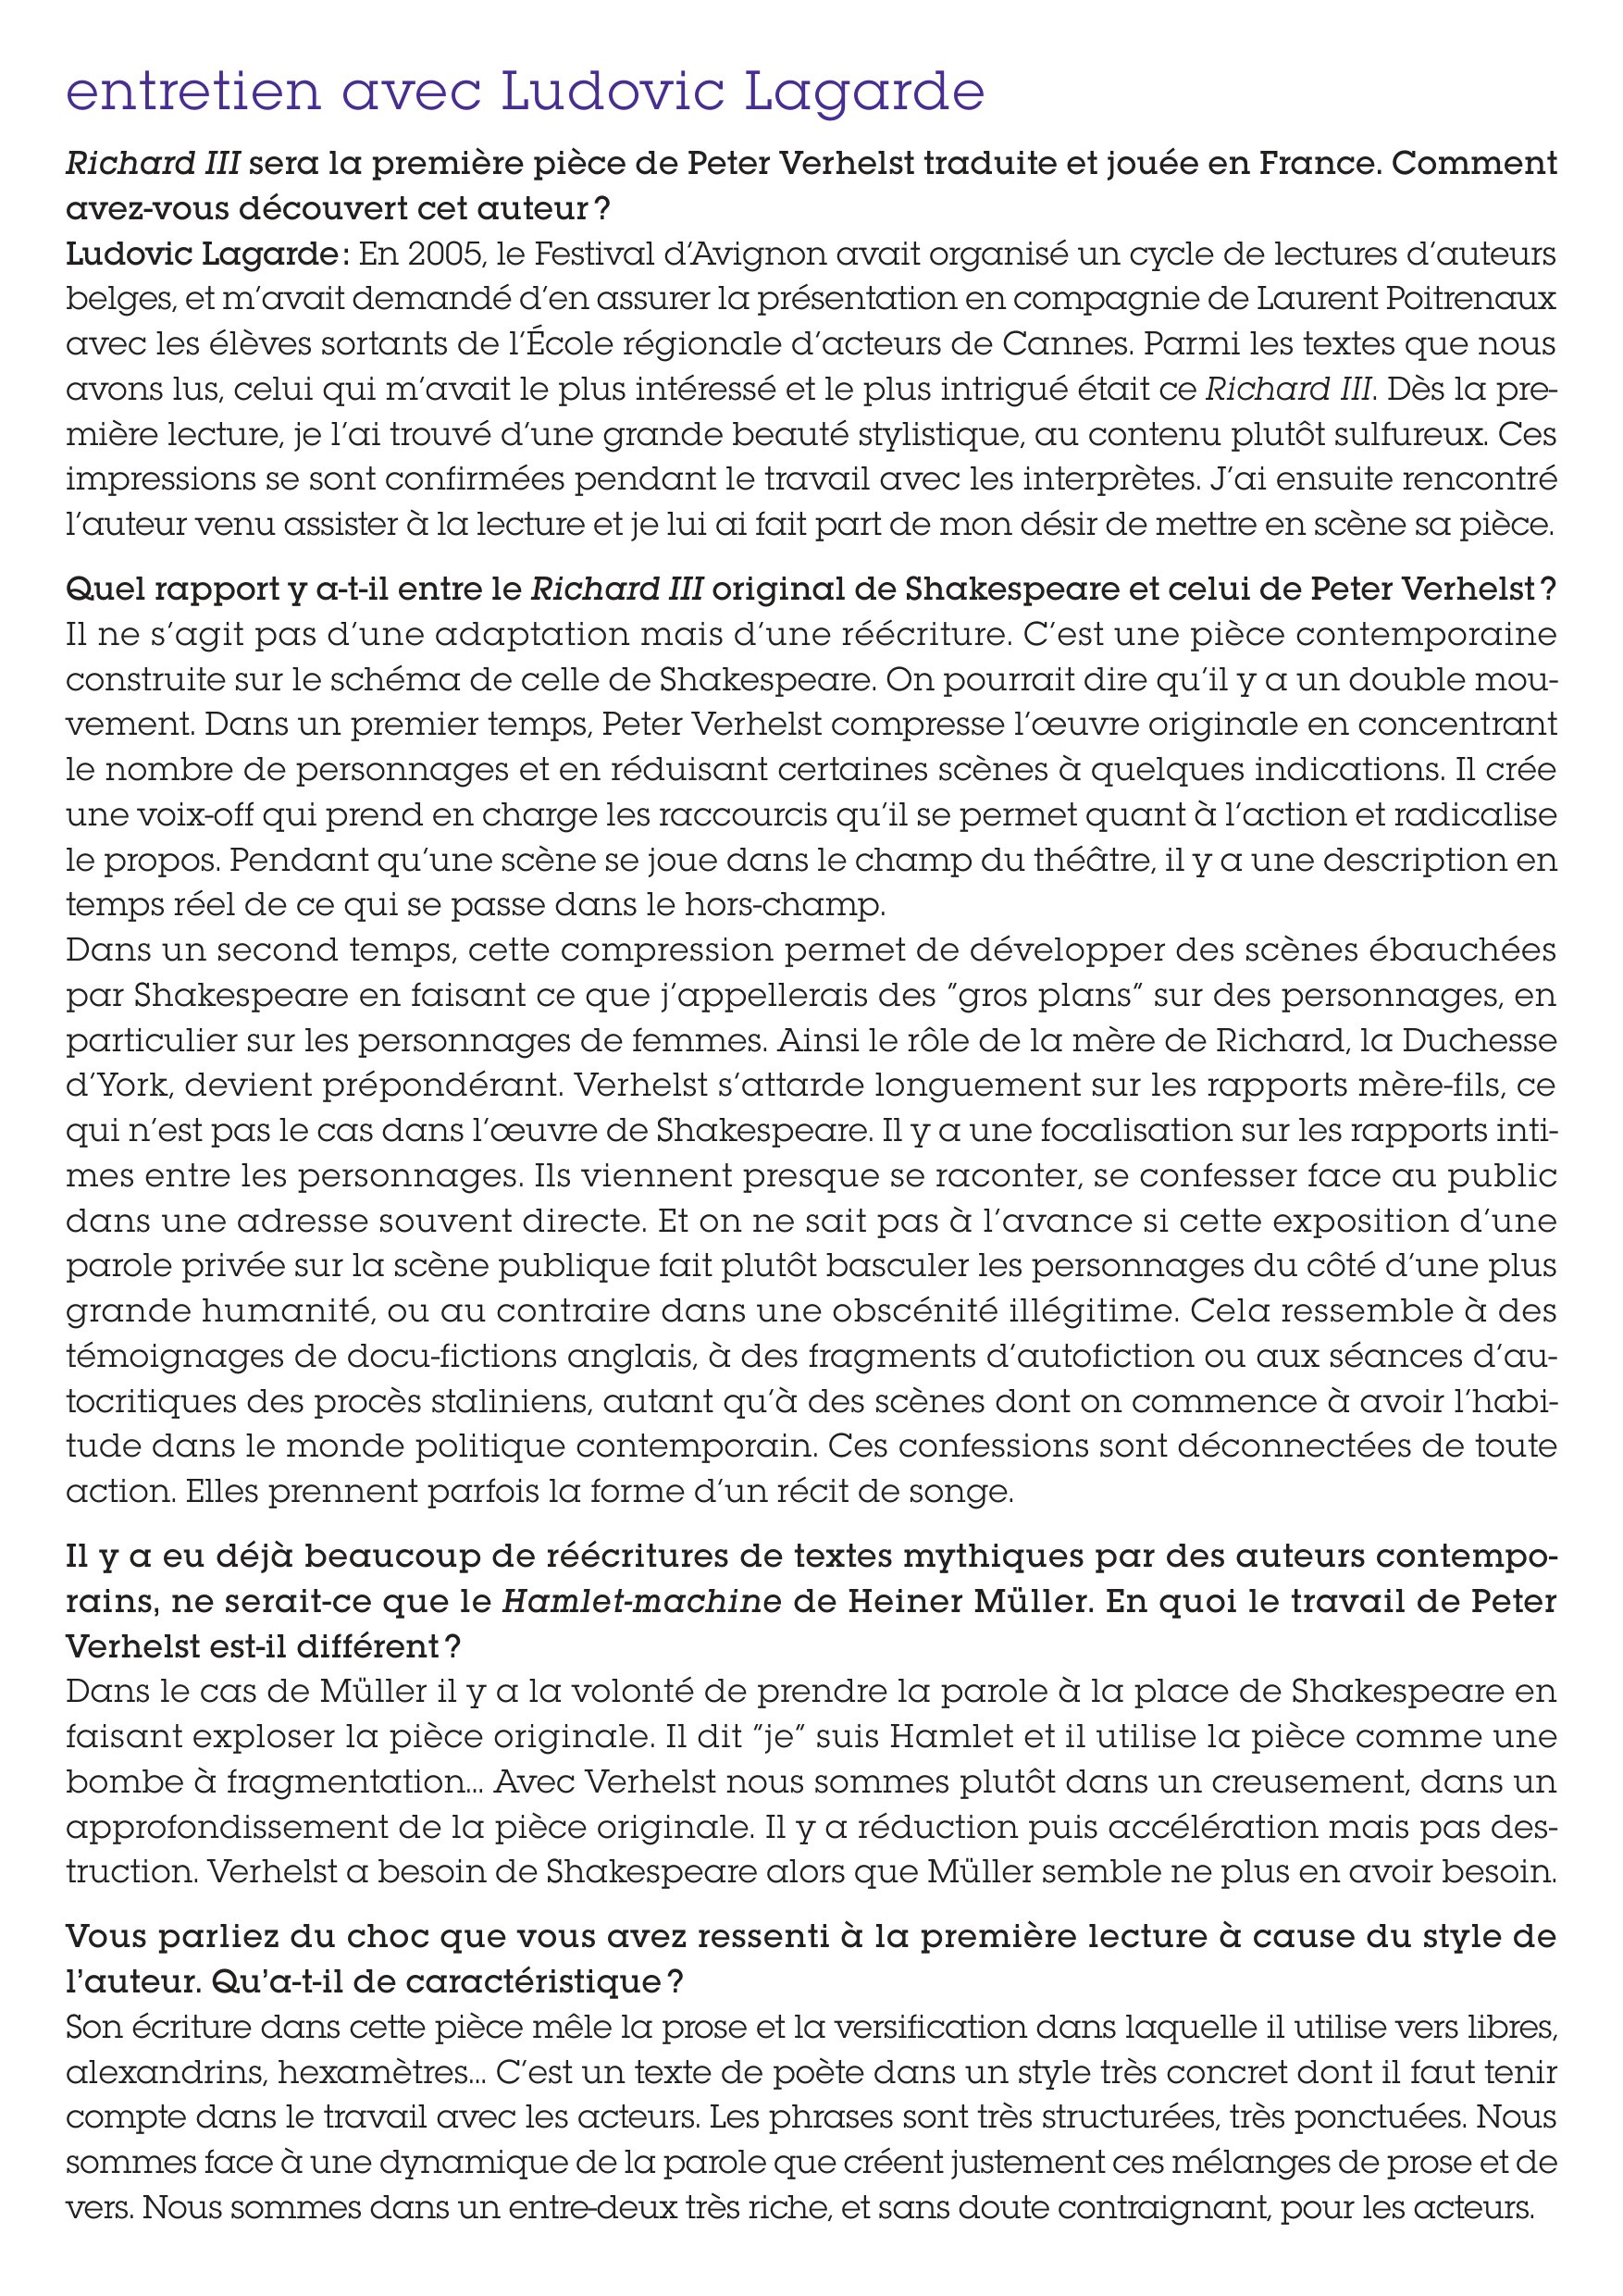 entretien avec Ludovic Lagarde
Richard III sera la première pièce de Peter Verhelst traduite et jouée en France. Comment
avez-vous découvert cet auteur ?
Ludovic Lagarde : En 2005, le Festival d’Avignon avait organisé un cycle de lectures d’auteurs
belges, et m’avait demandé d’en assurer la présentation en compagnie de Laurent Poitrenaux
avec les élèves sortants de l’École régionale d’acteurs de Cannes. Parmi les textes que nous
avons lus, celui qui m’avait le plus intéressé et le plus intrigué était ce Richard III. Dès la pre-
mière lecture, je l’ai trouvé d’une grande beauté stylistique, au contenu plutôt sulfureux. Ces
impressions se sont confirmées pendant le travail avec les interprètes. J’ai ensuite rencontré
l’auteur venu assister à la lecture et je lui ai fait part de mon désir de mettre en scène sa pièce.
Quel rapport y a-t-il entre le Richard III original de Shakespeare et celui de Peter Verhelst ?
Il ne s’agit pas d’une adaptation mais d’une réécriture. C’est une pièce contemporaine
construite sur le schéma de celle de Shakespeare. On pourrait dire qu’il y a un double mou-
vement. Dans un premier temps, Peter Verhelst compresse l’œuvre originale en concentrant
le nombre de personnages et en réduisant certaines scènes à quelques indications. Il crée
une voix-off qui prend en charge les raccourcis qu’il se permet quant à l’action et radicalise
le propos. Pendant qu’une scène se joue dans le champ du théâtre, il y a une description en
temps réel de ce qui se passe dans le hors-champ.
Dans un second temps, cette compression permet de développer des scènes ébauchées
par Shakespeare en faisant ce que j’appellerais des "gros plans" sur des personnages, en
particulier sur les personnages de femmes. Ainsi le rôle de la mère de Richard, la Duchesse
d’York, devient prépondérant. Verhelst s’attarde longuement sur les rapports mère-fils, ce
qui n’est pas le cas dans l’œuvre de Shakespeare. Il y a une focalisation sur les rapports inti-
mes entre les personnages. Ils viennent presque se raconter, se confesser face au public
dans une adresse souvent directe. Et on ne sait pas à l’avance si cette exposition d’une
parole privée sur la scène publique fait plutôt basculer les personnages du côté d’une plus
grande humanité, ou au contraire dans une obscénité illégitime. Cela ressemble à des
témoignages de docu-fictions anglais, à des fragments d’autofiction ou aux séances d’au-
tocritiques des procès staliniens, autant qu’à des scènes dont on commence à avoir l’habi-
tude dans le monde politique contemporain. Ces confessions sont déconnectées de toute
action. Elles prennent parfois la forme d’un récit de songe.
Il y a eu déjà beaucoup de réécritures de textes mythiques par des auteurs contempo-
rains, ne serait-ce que le Hamlet-machine de Heiner Müller. En quoi le travail de Peter
Verhelst est-il différent ?
Dans le cas de Müller il y a la volonté de prendre la parole à la place de Shakespeare en
faisant exploser la pièce originale. Il dit "je" suis Hamlet et il utilise la pièce comme une
bombe à fragmentation... Avec Verhelst nous sommes plutôt dans un creusement, dans un
approfondissement de la pièce originale. Il y a réduction puis accélération mais pas des-
truction. Verhelst a besoin de Shakespeare alors que Müller semble ne plus en avoir besoin.
Vous parliez du choc que vous avez ressenti à la première lecture à cause du style de
l’auteur. Qu’a-t-il de caractéristique ?
Son écriture dans cette pièce mêle la prose et la versification dans laquelle il utilise vers libres,
alexandrins, hexamètres... C’est un texte de poète dans un style très concret dont il faut tenir
compte dans le travail avec les acteurs. Les phrases sont très structurées, très ponctuées. Nous
sommes face à une dynamique de la parole que créent justement ces mélanges de prose et de
vers. Nous sommes dans un entre-deux très riche, et sans doute contraignant, pour les acteurs.